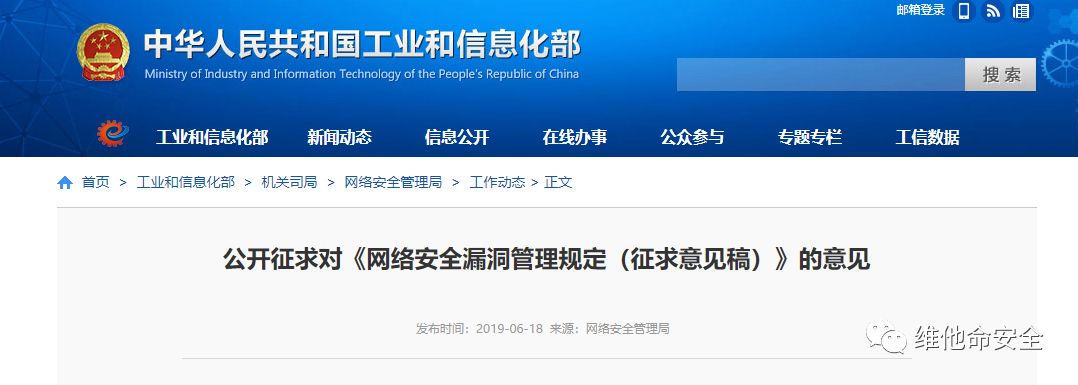 邮箱登录
中华人民共和国工业和信息化部
Ministry of Industry and Information Technology of the People's Republic of China
搜 索
工业和信息化部 新闻动态 信息公开 在线办事 公众参与 专题专栏 工信数据
首页 > 工业和信息化部 > 机关司局 > 网络安全管理局 > 工作动态 > 正文
公开征求对《网络安全漏洞管理规定（征求意见稿）》的意见
发布时间：2019-06-18 来源：网络安全管理局
维他命安全